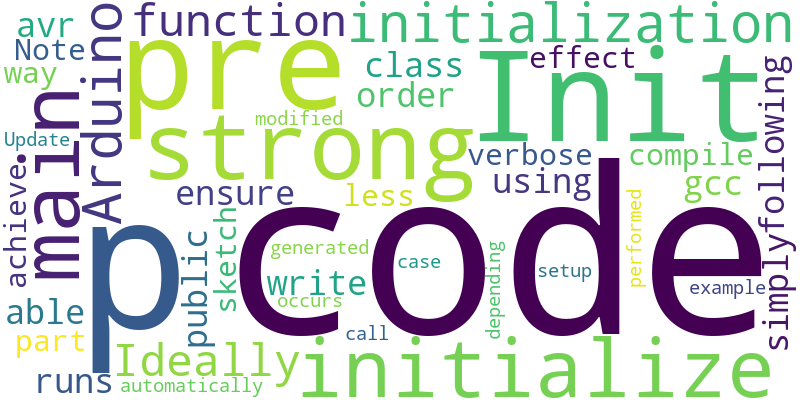 avr
function
initialization
Note
pre
Init
class
effect
way
order
main
Arduino
modified
strong
simplyfollowing
Update
verbose
compile
achieve
ensure
less
using
gcc
p
code
public
sketch
generated
write
case
setup
performed
example
occurs
depending
able
part
Ideally
call
initialize
runs
automatically